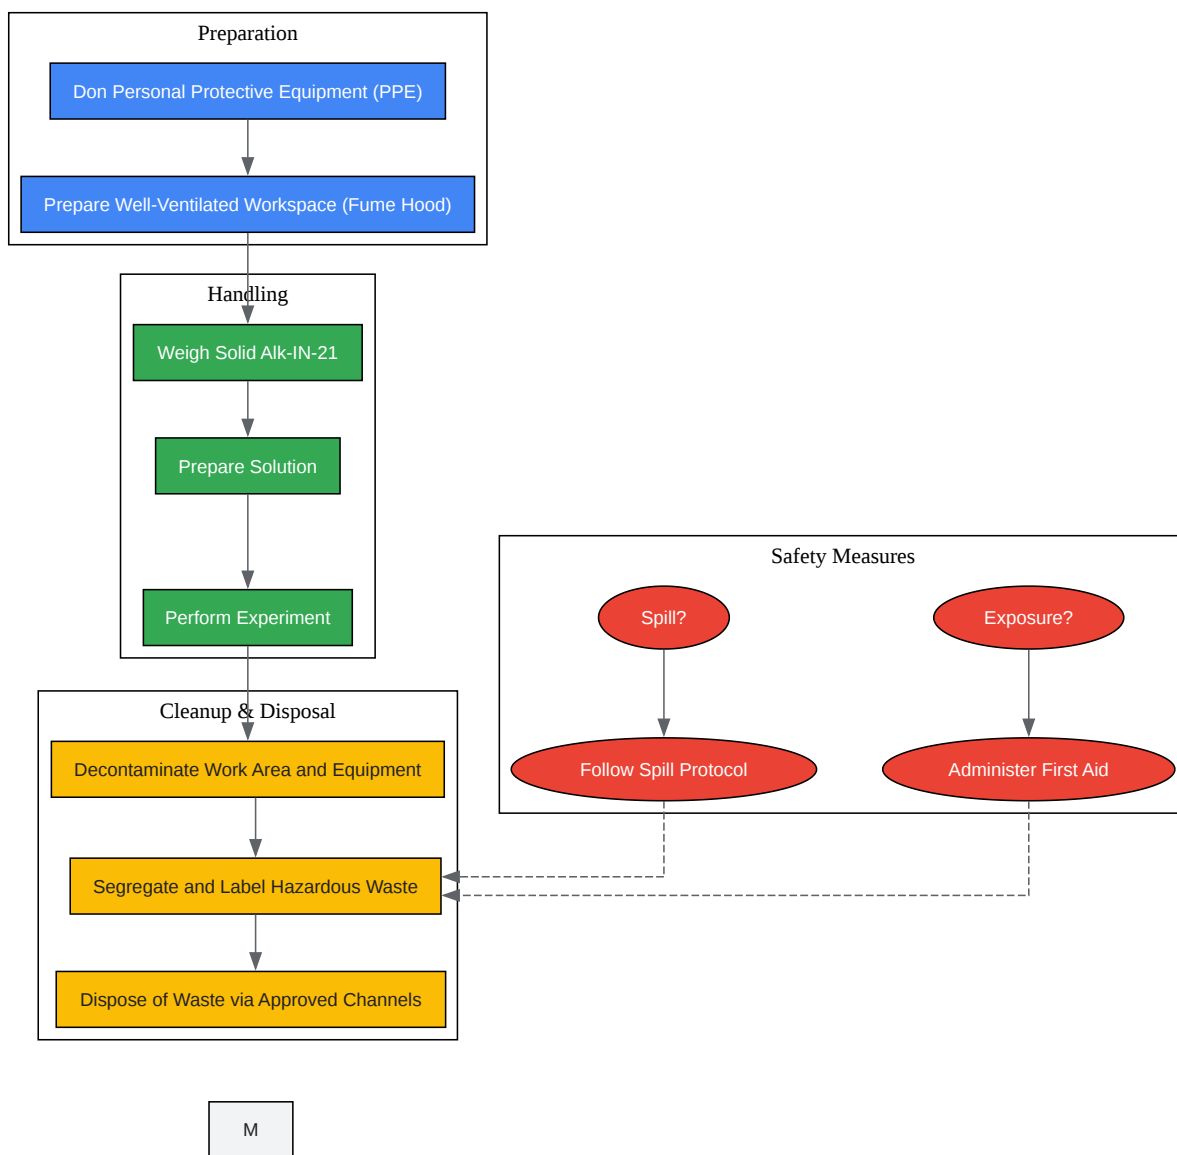 Preparation
Don Personal Protective Equipment (PPE)
Prepare Well-Ventilated Workspace (Fume Hood)
Handling
Weigh Solid Alk-IN-21
Prepare Solution
Perform Experiment
Safety Measures
Spill?
Exposure?
Follow Spill Protocol
Administer First Aid
Cleanup & Disposal
Decontaminate Work Area and Equipment
Segregate and Label Hazardous Waste
Dispose of Waste via Approved Channels
M